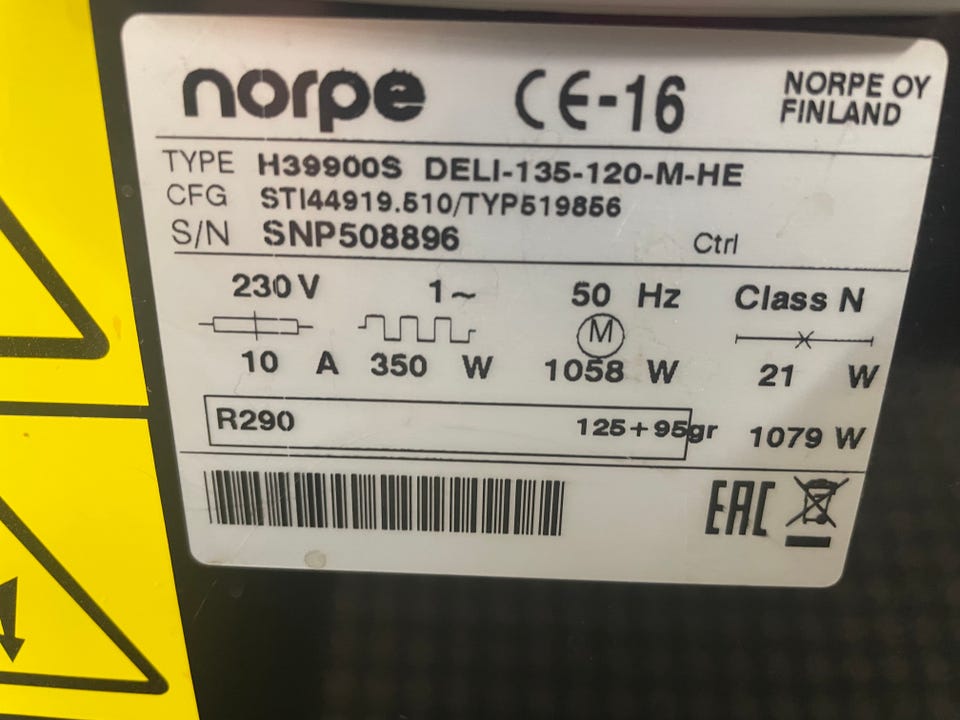 norpe CE-16 NORPE OY
FINLAND
TYPE H39900S DELI-135-120-M-HE
CFG STI44919.510/TYP519856
S/N SNP508896 Ctrl
230 V 1~ 50 Hz Class N
M
10 A 350 W 1058 W 21 W
R290 125+95gr 1079 W
EAC